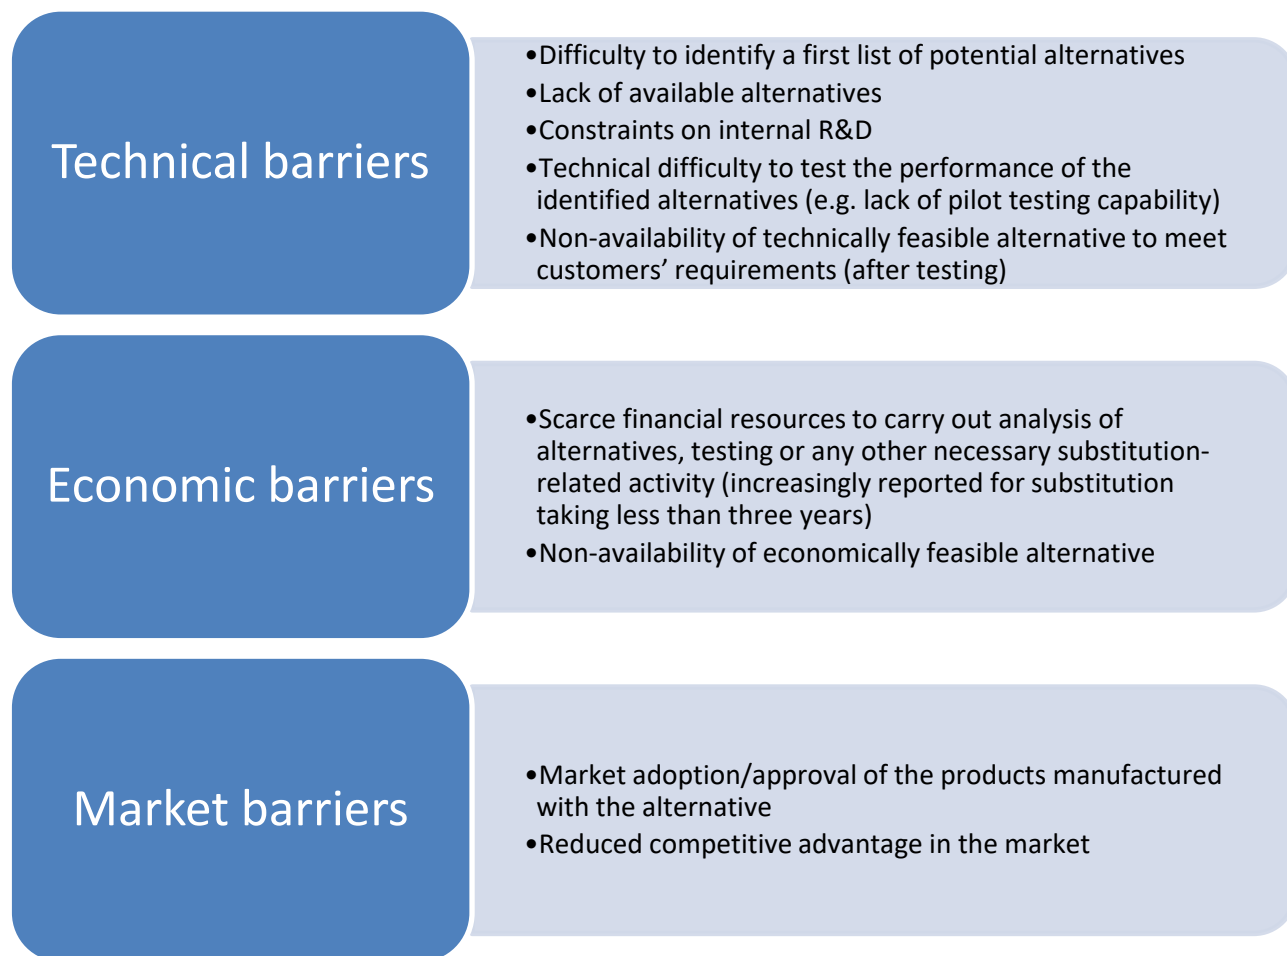 Technical barriers
•Difficulty to identify a first list of potential alternatives
•Lack of available alternatives
•Constraints on internal R&D
•Technical difficulty to test the performance of the
identified alternatives (e.g. lack of pilot testing capability)
•Non-availability of technically feasible alternative to meet
customers’ requirements (after testing)
Economic barriers
•Scarce financial resources to carry out analysis of
alternatives, testing or any other necessary substitution-
related activity (increasingly reported for substitution
taking less than three years)
•Non-availability of economically feasible alternative
Market barriers
•Market adoption/approval of the products manufactured
with the alternative
•Reduced competitive advantage in the market